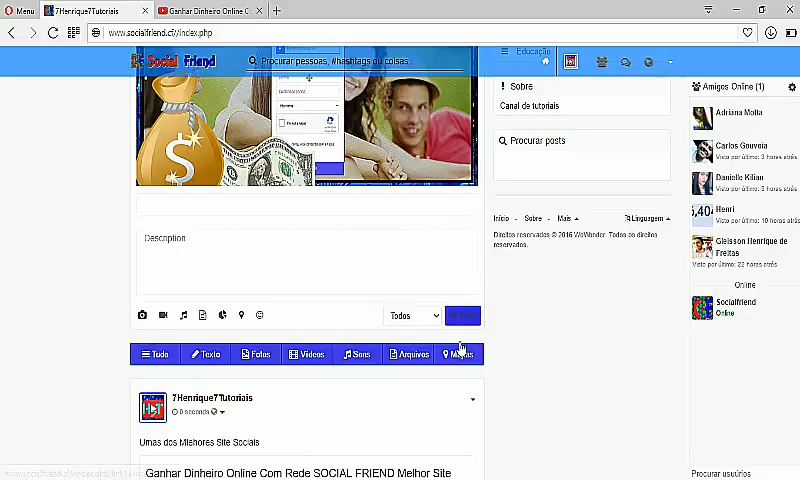 Menu
7Henrique7Tutoriais
Ganhar Dinheiro Online C
www.socialfriend.cf/index.php
Social Friend
Procurar pessoas, #hashtags ou coisas
Educação
Sobre
Canal de tutoriais
Procurar posts
Início
Sobre
Mais
Linguagem
Direitos reservados © 2016 WoWonder. Todos os direitos
reservados.
Amigos Online (1)
Adriana Motta
Carlos Gouveia
Visto por último: 3 horas atrás
Danielle Kilian
Visto por último: 5 horas atrás
Henri
Visto por último: 10 horas atrás
Gleisson Henrique de
Freitas
Visto por último: 22 horas atrás
Online
Socialfriend
Online
Procurar usuários
Description
Todos
Tudo
Texto
Fotos
Vídeos
Sons
Arquivos
Mapas
7Henrique7Tutoriais
0 seconds
Umas dos Mlehores Site Sociais
Ganhar Dinheiro Online Com Rede SOCIAL FRIEND Melhor Site